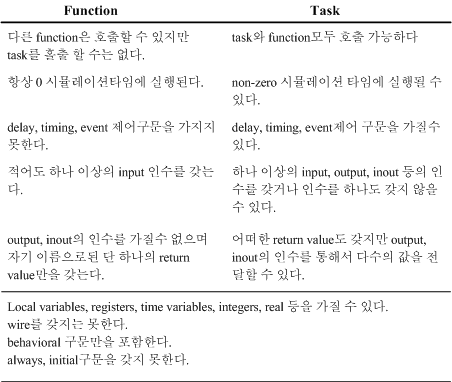 Function Task
다른 function은 호출할 수 있지만 task와 function모두 호출 가능하다
task를 홀출 할 수는 없다.
항상 0 시뮬레이션타임에 실행된다. non-zero 시뮬레이션 타임에 실행될 수
있다.
delay, timing, event 제어구문을 가지지 delay, timing, event제어 구문을 가질수
못한다. 있다.
적어도 하나 이상의 input 인수를 갖는 하나 이상의 input, output, inout 등의 인
다. 수를 갖거나 인수를 하나도 갖지 않을
수 있다.
output, inout의 인수를 가질수 없으며 어떠한 return value도 갖지만 output,
자기 이름으로된 단 하나의 return inout의 인수를 통해서 다수의 값을 전
value만을 갖는다. 달할 수 있다.
Local variables, registers, time variables, integers, real 등을 가질 수 있다.
wire를 갖지는 못한다.
behavioral 구문만을 포함한다.
always, initial구문을 갖지 못한다.